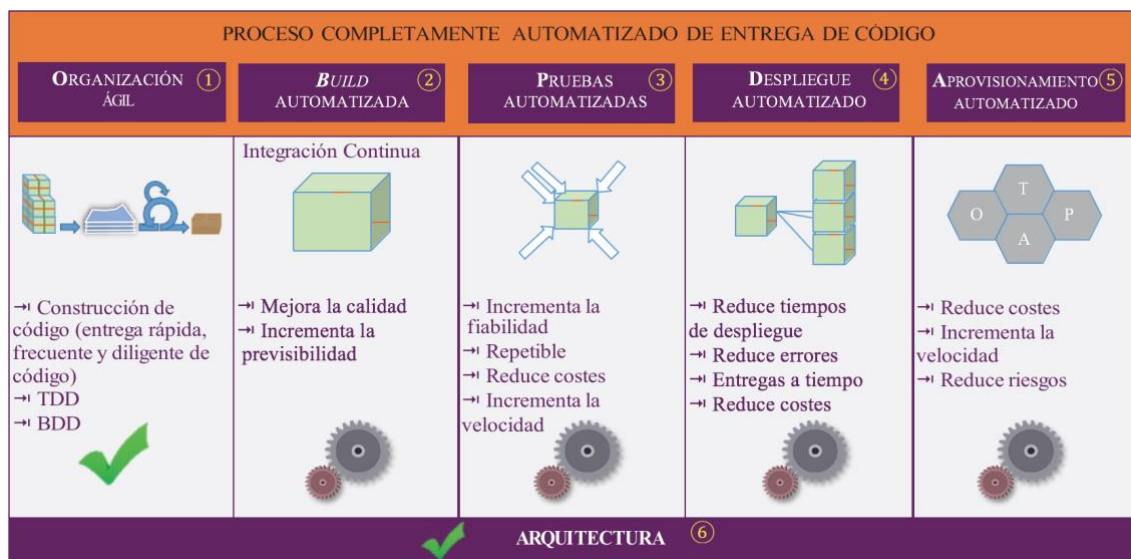 PROCESO COMPLETAMENTE AUTOMATIZADO DE ENTREGA DE CÓDIGO
ORGANIZACIÓN ①
ÁGIL
BUILD ②
AUTOMATIZADA
PRUEBAS ③
AUTOMATIZADAS
DESPLIEGUE ④
AUTOMATIZADO
APROVISIONAMIENTO ⑤
AUTOMATIZADO
→ Construcción de
código (entrega rápida,
frecuente y diligente de
código)
→ TDD
→ BDD
Integración Continua
→ Mejora la calidad
→ Incrementa la
previsibilidad
→ Incrementa la
fiabilidad
→ Repetible
→ Reduce costes
→ Incrementa la
velocidad
→ Reduce tiempos
de despliegue
→ Reduce errores
→ Entregas a tiempo
→ Reduce costes
T
O
P
A
→ Reduce costes
→ Incrementa la
velocidad
→ Reduce riesgos
ARQUITECTURA ⑥